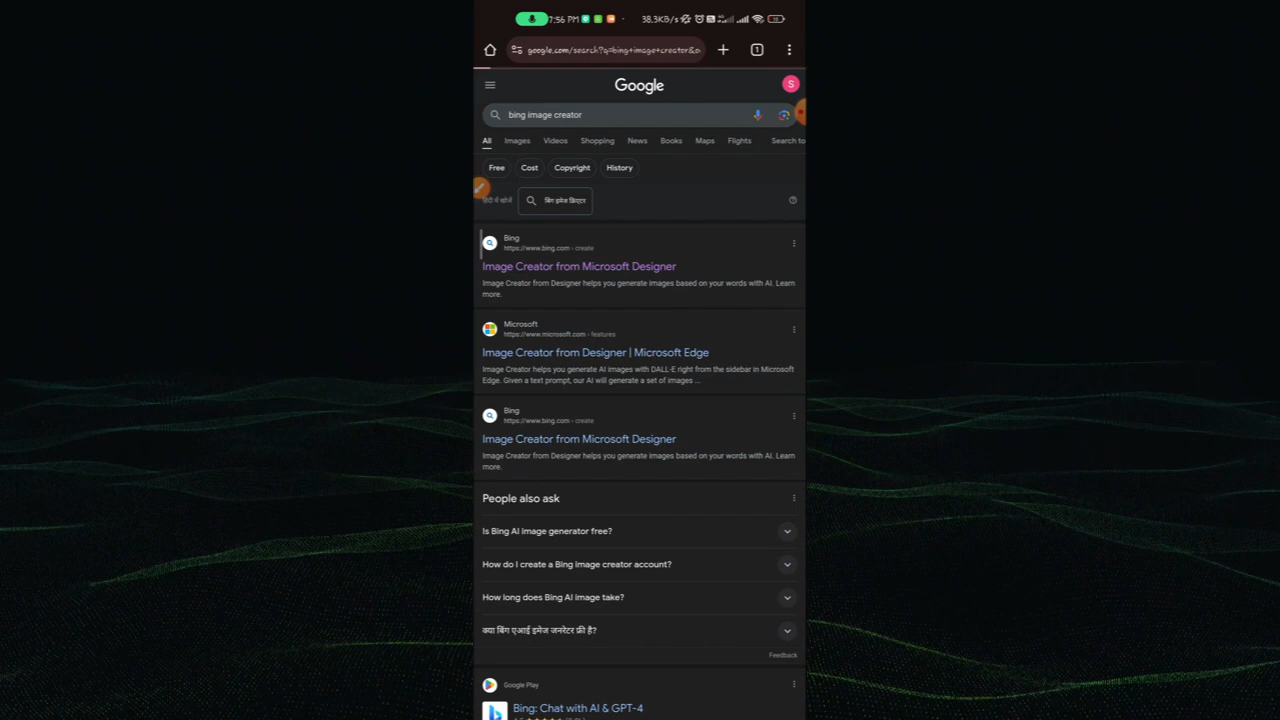 7:56 PM
38.3KB/s
google.com/search?q=bing+image+creator&o
1
Google
S
bing image creator
All Images Videos Shopping News Books Maps Flights Search to
Free Cost Copyright History
हिंदी में खोजें बिंग इमेज क्रिएटर
Bing
https://www.bing.com › create
Image Creator from Microsoft Designer
Image Creator from Designer helps you generate images based on your words with AI. Learn
more.
Microsoft
https://www.microsoft.com › features
Image Creator from Designer | Microsoft Edge
Image Creator helps you generate AI images with DALL-E right from the sidebar in Microsoft
Edge. Given a text prompt, our AI will generate a set of images ...
Bing
https://www.bing.com › create
Image Creator from Microsoft Designer
Image Creator from Designer helps you generate images based on your words with AI. Learn
more.
People also ask
Is Bing AI image generator free?
How do I create a Bing image creator account?
How long does Bing AI image take?
क्या बिंग एआई इमेज जनरेटर फ्री है?
Feedback
Google Play
Bing: Chat with AI & GPT-4